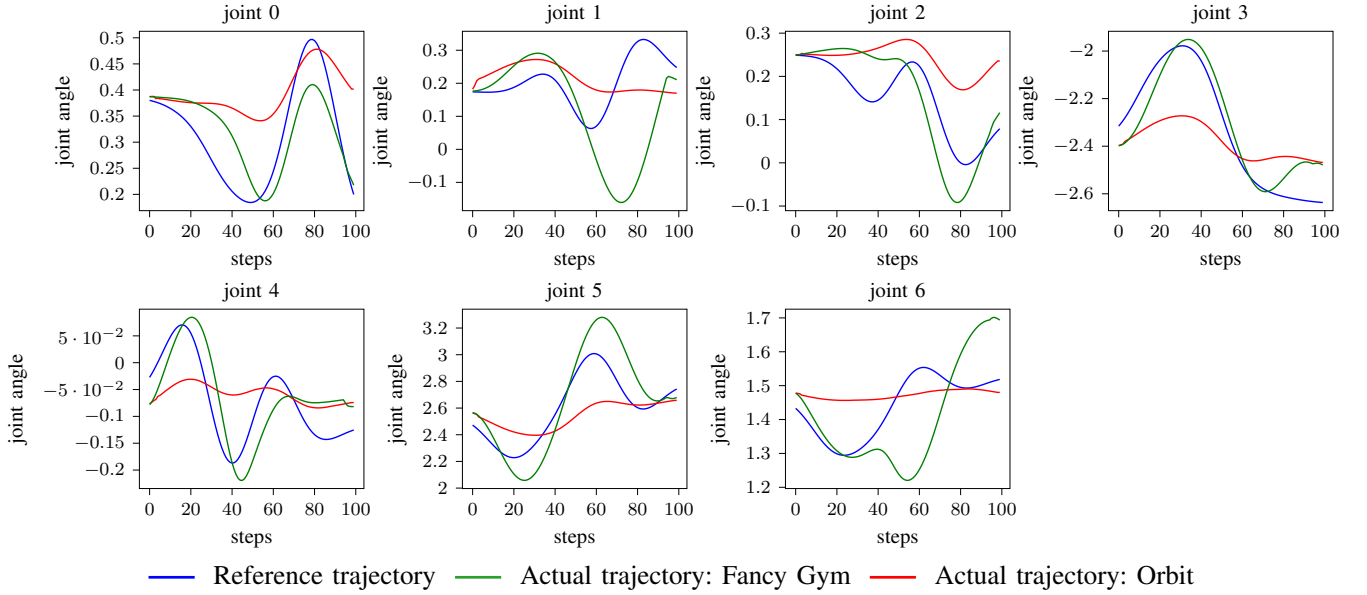 joint 0
0.5
0.45
0.4
0.35
0.3
0.25
0.2
joint angle
0 20 40 60 80 100
steps
joint 1
0.3
0.2
0.1
0
−0.1
joint angle
0 20 40 60 80 100
steps
joint 2
0.3
0.2
0.1
0
−0.1
joint angle
0 20 40 60 80 100
steps
joint 3
−2
−2.2
−2.4
−2.6
joint angle
0 20 40 60 80 100
steps
joint 4
5 · 10−2
0
−5 · 10−2
−0.1
−0.15
−0.2
joint angle
0 20 40 60 80 100
steps
joint 5
3.2
3
2.8
2.6
2.4
2.2
2
joint angle
0 20 40 60 80 100
steps
joint 6
1.7
1.6
1.5
1.4
1.3
1.2
joint angle
0 20 40 60 80 100
steps
Reference trajectory Actual trajectory: Fancy Gym Actual trajectory: Orbit